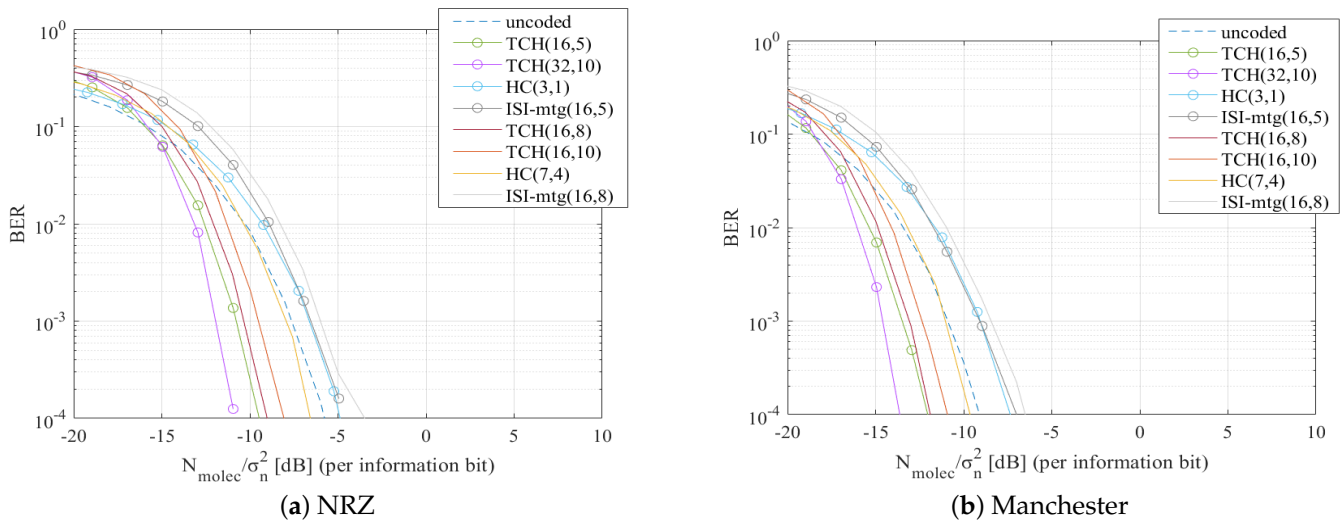 uncoded
TCH(16,5)
TCH(32,10)
HC(3,1)
ISI-mtg(16,5)
TCH(16,8)
TCH(16,10)
HC(7,4)
ISI-mtg(16,8)
10^0
10^-1
10^-2
10^-3
10^-4
BER
-20 -15 -10 -5 0 5 10
N_molec/σ_n^2 [dB] (per information bit)
(a) NRZ
uncoded
TCH(16,5)
TCH(32,10)
HC(3,1)
ISI-mtg(16,5)
TCH(16,8)
TCH(16,10)
HC(7,4)
ISI-mtg(16,8)
10^0
10^-1
10^-2
10^-3
10^-4
BER
-20 -15 -10 -5 0 5 10
N_molec/σ_n^2 [dB] (per information bit)
(b) Manchester